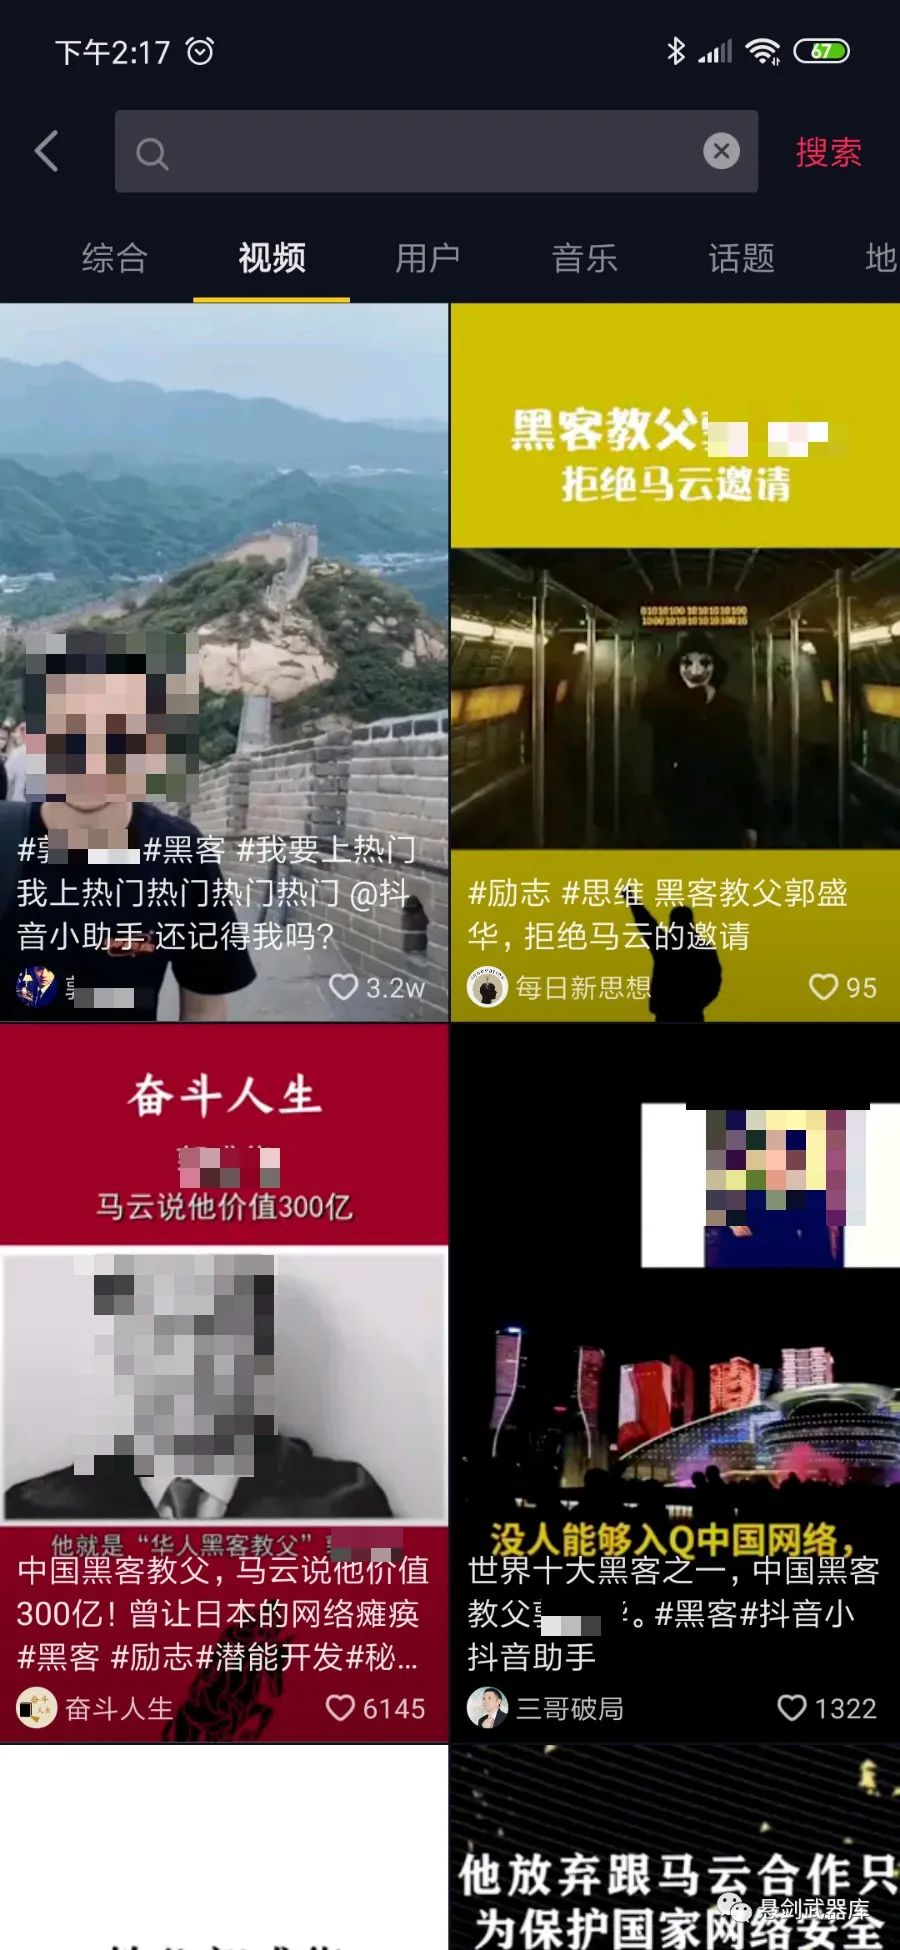 下午2:17
67
搜索
综合
视频
用户
音乐
话题
地
黑客教父
拒绝马云邀请
01010100 1010101010100
1000 1010 1010 1010 10010
#黑客 #我要上热门
我上热门热门热门热门 @抖
音小助手 还记得我吗?
3.2w
#励志 #思维 黑客教父郭盛
华，拒绝马云的邀请
每日新思想
95
奋斗人生
马云说他价值300亿
他就是“华人黑客教父”
中国黑客教父，马云说他价值
300亿！曾让日本的网络瘫痪
#黑客 #励志#潜能开发#秘...
奋斗人生
6145
没人能够入Q中国网络，
世界十大黑客之一，中国黑客
教父
。#黑客#抖音小
抖音助手
三哥破局
1322
他放弃跟马云合作只
为保护国家网络安全
悬剑武器库